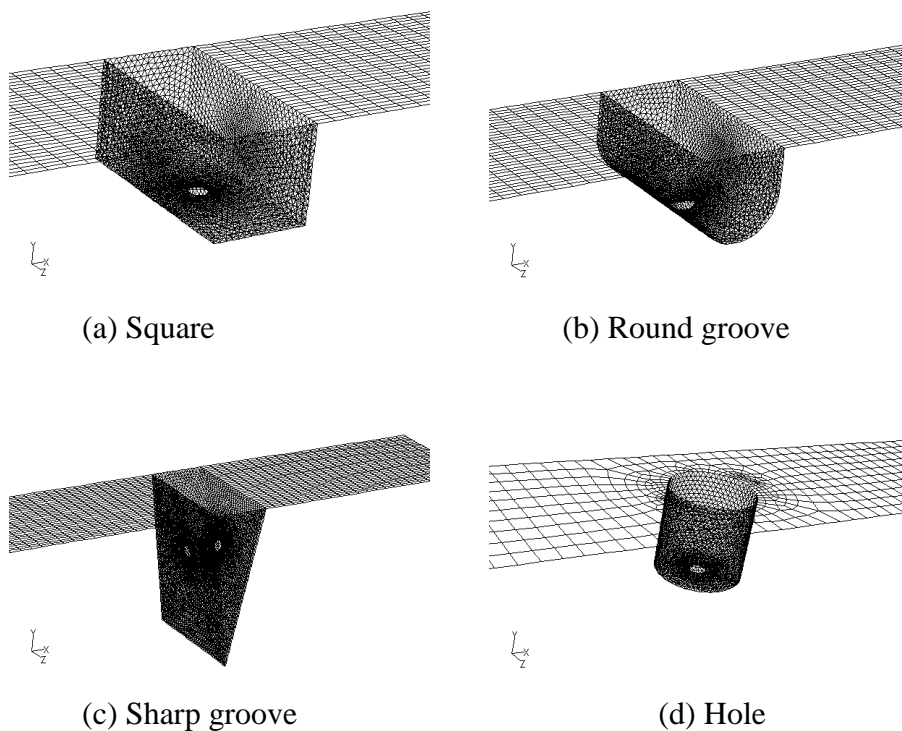 Y
X
Z
Y
X
Z
(a) Square
(b) Round groove
Y
X
Z
Y
X
Z
(c) Sharp groove
(d) Hole